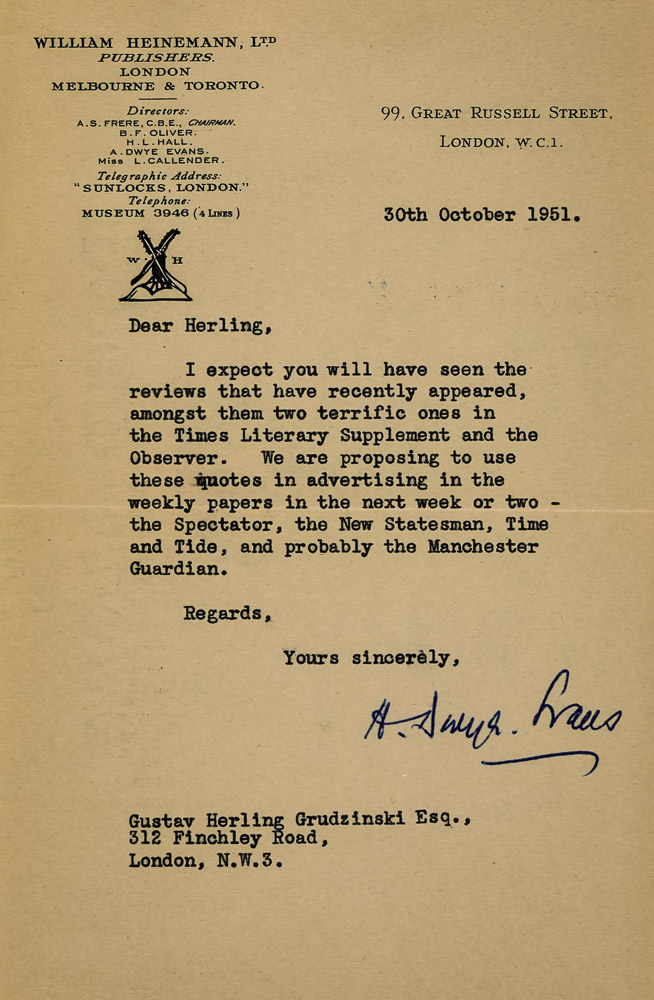 WILLIAM HEINEMANN, LTD
PUBLISHERS.
LONDON
MELBOURNE & TORONTO.
Directors:
A.S. FRERE, C.B.E., CHAIRMAN.
B.F. OLIVER.
H.L. HALL.
A. DWYE EVANS.
Miss L. CALLENDER.
Telegraphic Address:
"SUNLOCKS, LONDON."
Telephone:
MUSEUM 3946 (4 LINES)
W H
99, GREAT RUSSELL STREET,
LONDON, W.C.1.
30th October 1951.
Dear Herling,
I expect you will have seen the
reviews that have recently appeared,
amongst them two terrific ones in
the Times Literary Supplement and the
Observer. We are proposing to use
these quotes in advertising in the
weekly papers in the next week or two -
the Spectator, the New Statesman, Time
and Tide, and probably the Manchester
Guardian.
Regards,
Yours sincerely,
A. Dwye. Evans
Gustav Herling Grudzinski Esq.,
312 Finchley Road,
London, N.W.3.